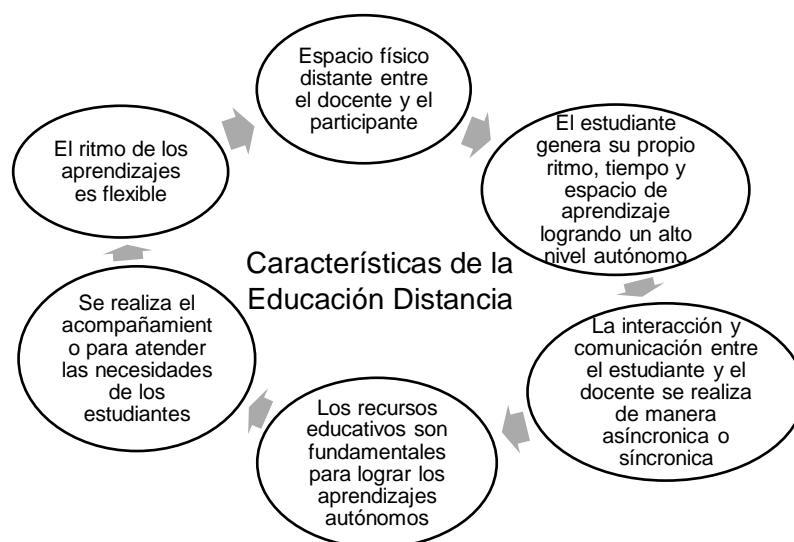 Espacio físico
distante entre
el docente y el
participante
El estudiante
genera su propio
ritmo, tiempo y
espacio de
aprendizaje
logrando un alto
nivel autónomo
La interacción y
comunicación entre
el estudiante y el
docente se realiza
de manera
asíncronica o
síncronica
Los recursos
educativos son
fundamentales
para lograr los
aprendizajes
autónomos
Se realiza el
acompañamient
o para atender
las necesidades
de los
estudiantes
El ritmo de los
aprendizajes
es flexible
Características de la
Educación Distancia